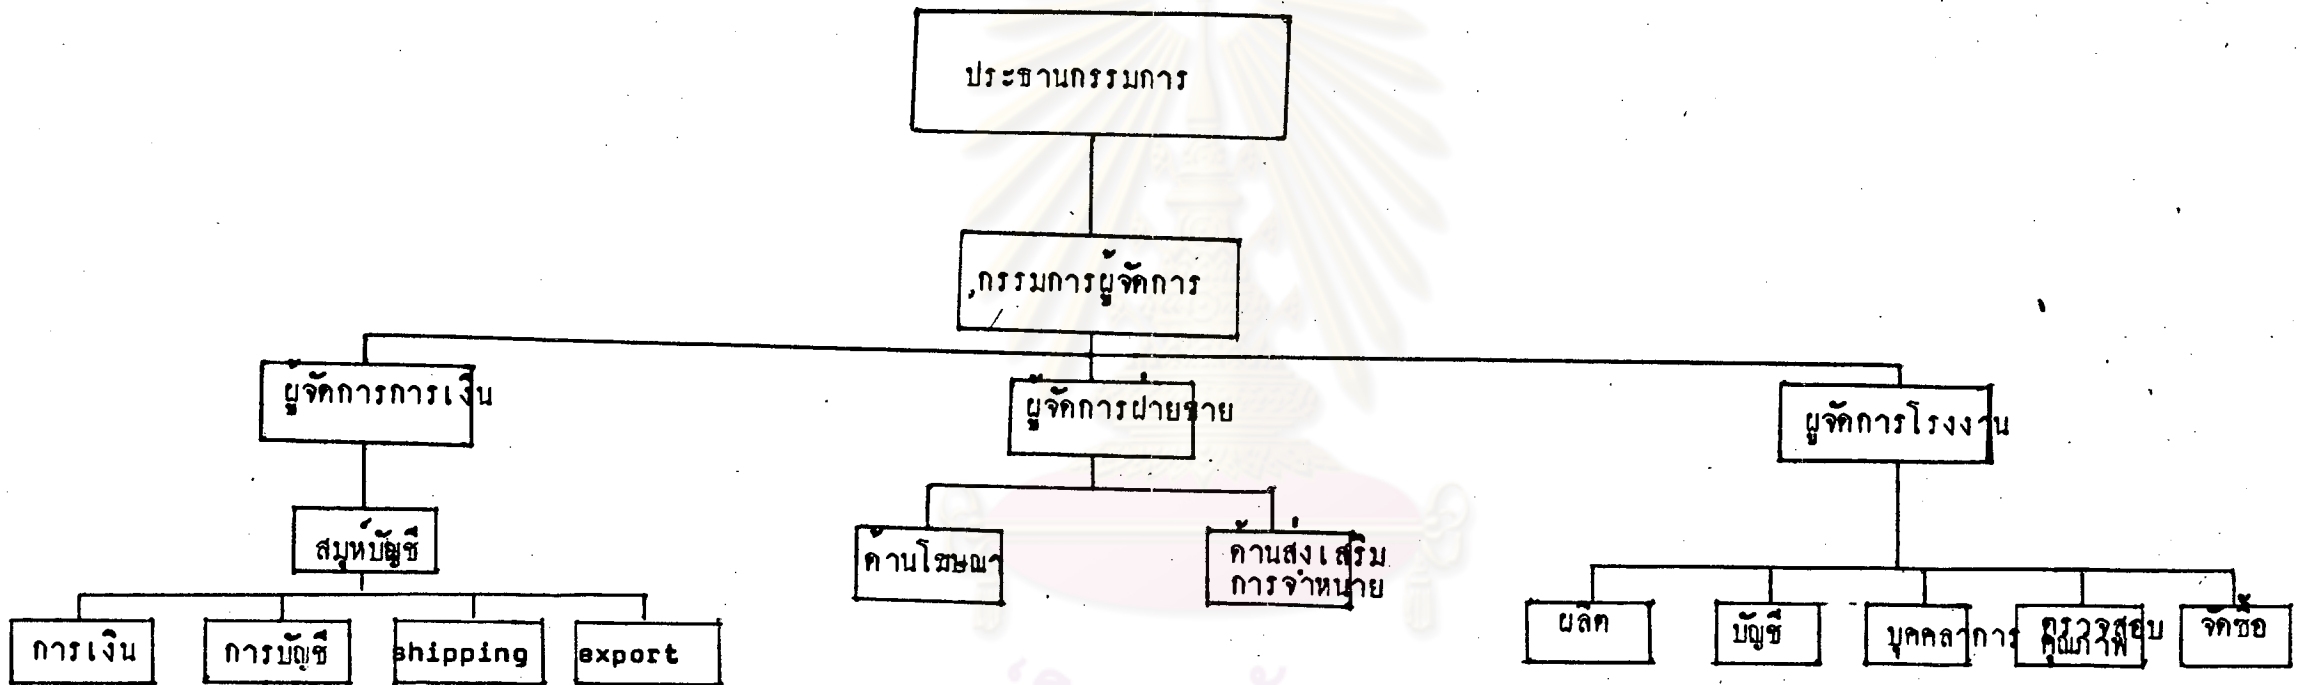 ประธานกรรมการ
กรรมการผู้จัดการ
ผู้จัดการการเงิน
ผู้จัดการฝ่ายขาย
ผู้จัดการโรงงาน
สมุห์บัญชี
ด้านโฆษณา
ด้านส่งเสริม
การจำหน่าย
การเงิน
การบัญชี
shipping
export
ผลิต
บัญชี
บุคคลาการ
ตรวจสอบ
คุณภาพ
จัดซื้อ